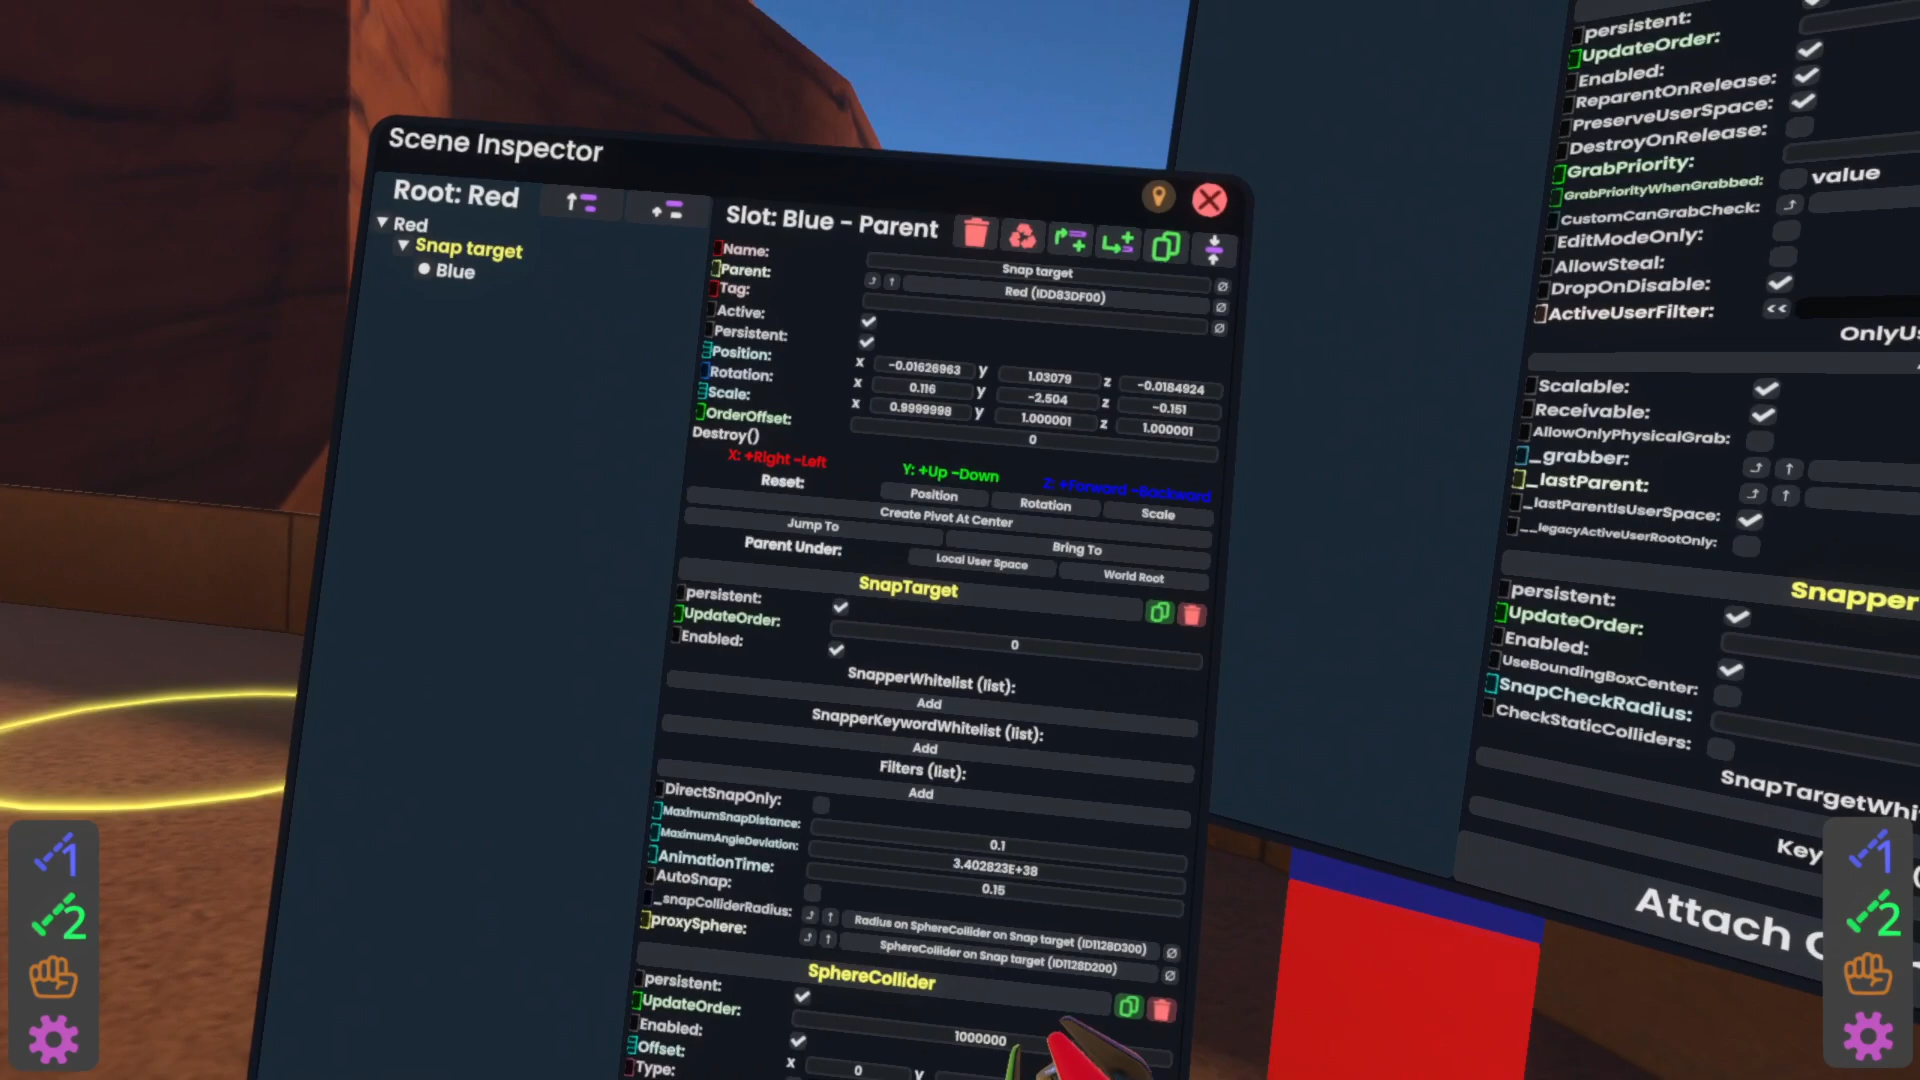 Scene Inspector
Root: Red
Red
Snap target
Blue
Slot: Blue - Parent
Name:
Snap target
Parent:
Red (IDD83DF00)
Tag:
Active:
Persistent:
Position:
x -0.01626963 y 1.03079 z -0.0184924
Rotation:
x 0.116 y -2.504 z -0.151
Scale:
x 0.9999998 y 1.000001 z 1.000001
OrderOffset:
0
Destroy()
X: +Right -Left Y: +Up -Down Z: +Forward -Backward
Reset: Position Rotation Scale
Create Pivot At Center
Jump To Bring To
Parent Under: Local User Space World Root
SnapTarget
persistent:
UpdateOrder:
0
Enabled:
SnapperWhitelist (list):
Add
SnapperKeywordWhitelist (list):
Add
Filters (list):
Add
DirectSnapOnly:
MaximumSnapDistance:
0.1
MaximumAngleDeviation:
3.402823E+38
AnimationTime:
0.15
AutoSnap:
_snapColliderRadius:
Radius on SphereCollider on Snap target (ID1128D300)
proxySphere:
SphereCollider on Snap target (ID1128D200)
SphereCollider
persistent:
UpdateOrder:
1000000
Enabled:
Offset:
x 0 y
Type:
persistent:
UpdateOrder:
Enabled:
ReparentOnRelease:
PreserveUserSpace:
DestroyOnRelease:
GrabPriority:
GrabPriorityWhenGrabbed:
value
CustomCanGrabCheck:
EditModeOnly:
AllowSteal:
DropOnDisable:
ActiveUserFilter:
<<
OnlyUs
Scalable:
Receivable:
AllowOnlyPhysicalGrab:
_grabber:
_lastParent:
_lastParentIsUserSpace:
__legacyActiveUserRootOnly:
Snapper
persistent:
UpdateOrder:
Enabled:
UseBoundingBoxCenter:
SnapCheckRadius:
CheckStaticColliders:
SnapTargetWhi
Key
Attach
1
2
1
2